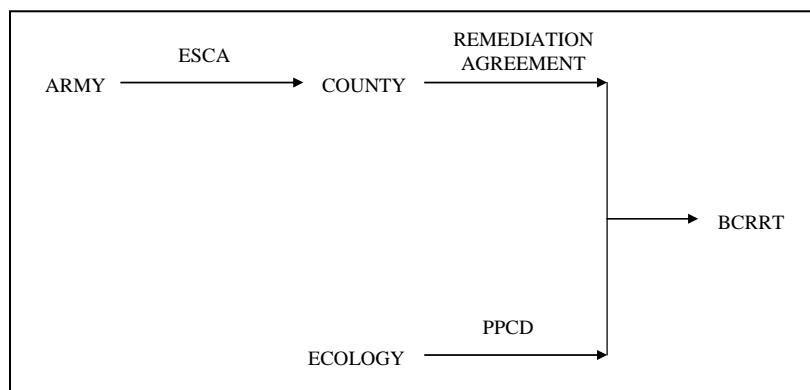 ESCA
REMEDIATION
AGREEMENT
ARMY
COUNTY
BCRRT
PPCD
ECOLOGY